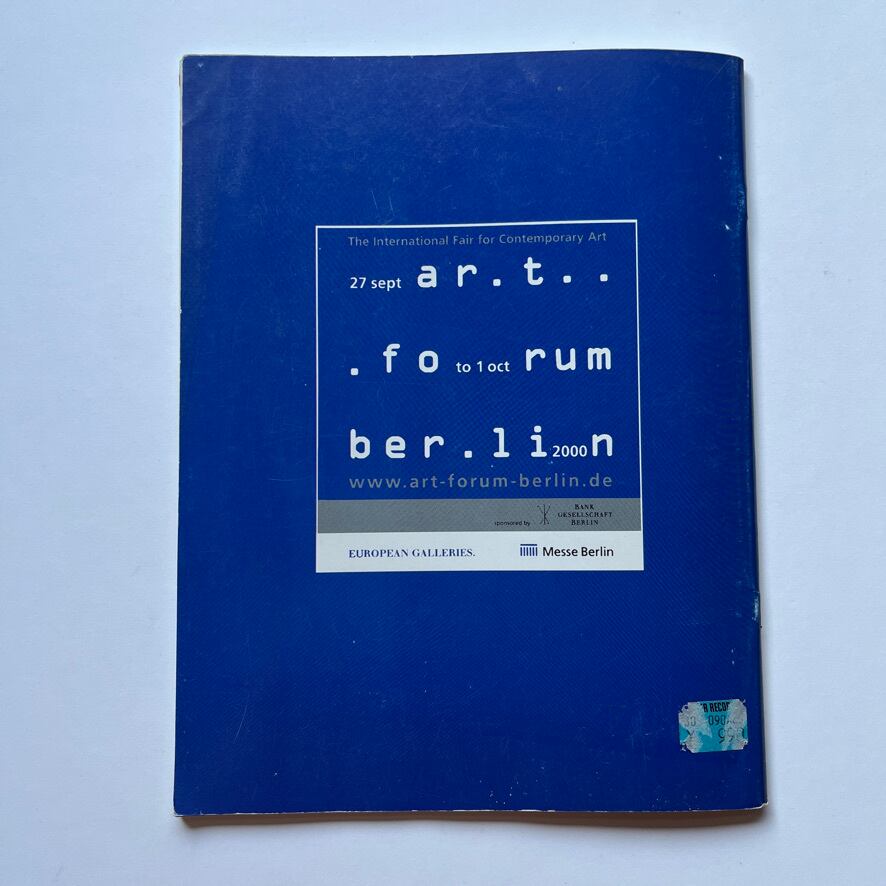 The International Fair for Contemporary Art
27 sept ar.t..
.fo to 1 oct rum
ber.li2000n
www.art-forum-berlin.de
sponsored by
BANK
GESELLSCHAFT
BERLIN
EUROPEAN GALLERIES.
Messe Berlin